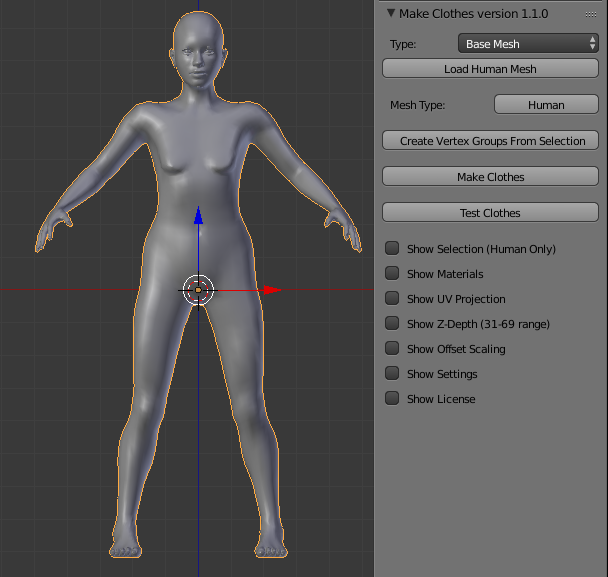 Make Clothes version 1.1.0
Type: Base Mesh
Load Human Mesh
Mesh Type: Human
Create Vertex Groups From Selection
Make Clothes
Test Clothes
Show Selection (Human Only)
Show Materials
Show UV Projection
Show Z-Depth (31-69 range)
Show Offset Scaling
Show Settings
Show License